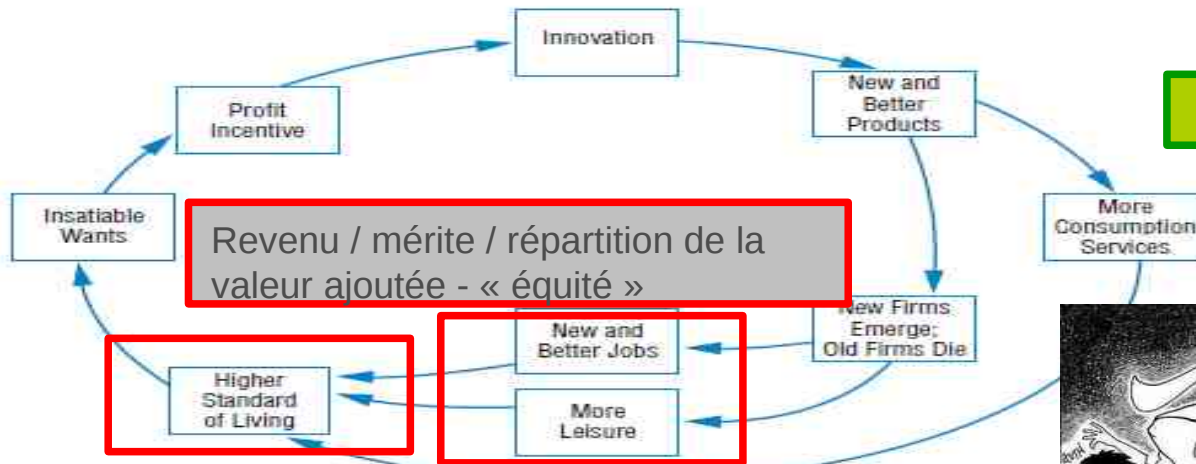 Innovation
New and
Better
Products
Profit
Incentive
Insatiable
Wants
More
Consumption
Services
Revenu / mérite / répartition de la
valeur ajoutée - « équité »
New Firms
Emerge;
Old Firms Die
New and
Better Jobs
Higher
Standard
of Living
More
Leisure